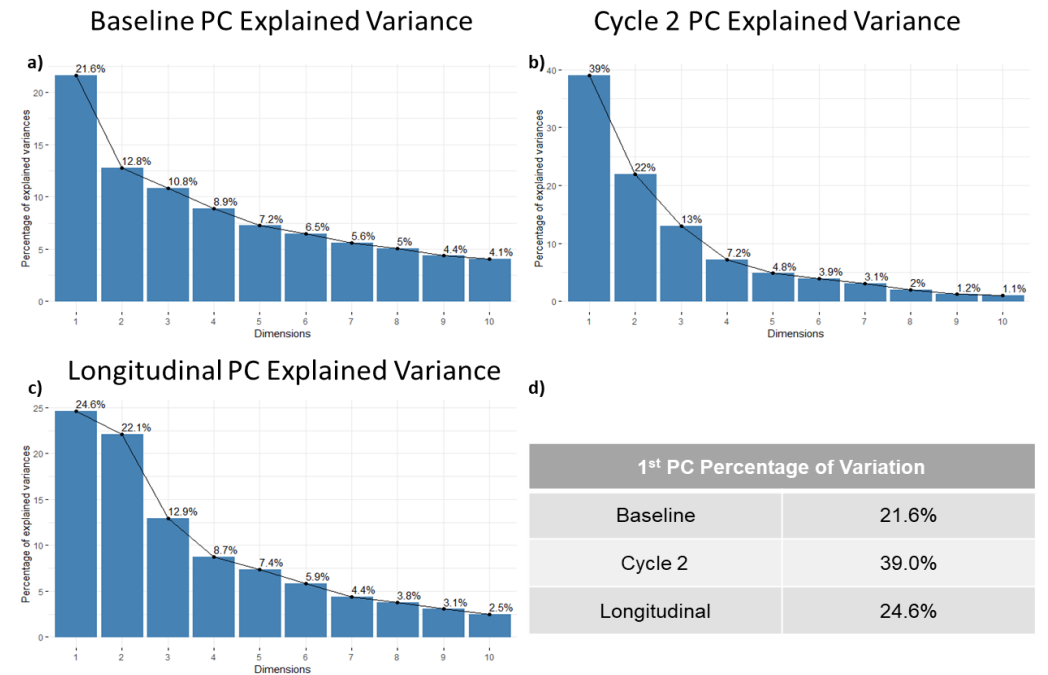 Baseline PC Explained Variance
a)
Percentage of explained variances
20
15
10
5
0
21.6%
12.8%
10.8%
8.9%
7.2%
6.5%
5.6%
5%
4.4%
4.1%
1 2 3 4 5 6 7 8 9 10
Dimensions
Cycle 2 PC Explained Variance
b)
Percentage of explained variances
40
30
20
10
0
39%
22%
13%
7.2%
4.8%
3.9%
3.1%
2%
1.2%
1.1%
1 2 3 4 5 6 7 8 9 10
Dimensions
Longitudinal PC Explained Variance
c)
Percentage of explained variances
25
20
15
10
5
0
24.6%
22.1%
12.9%
8.7%
7.4%
5.9%
4.4%
3.8%
3.1%
2.5%
1 2 3 4 5 6 7 8 9 10
Dimensions
d)
1st PC Percentage of Variation
Baseline 21.6%
Cycle 2 39.0%
Longitudinal 24.6%